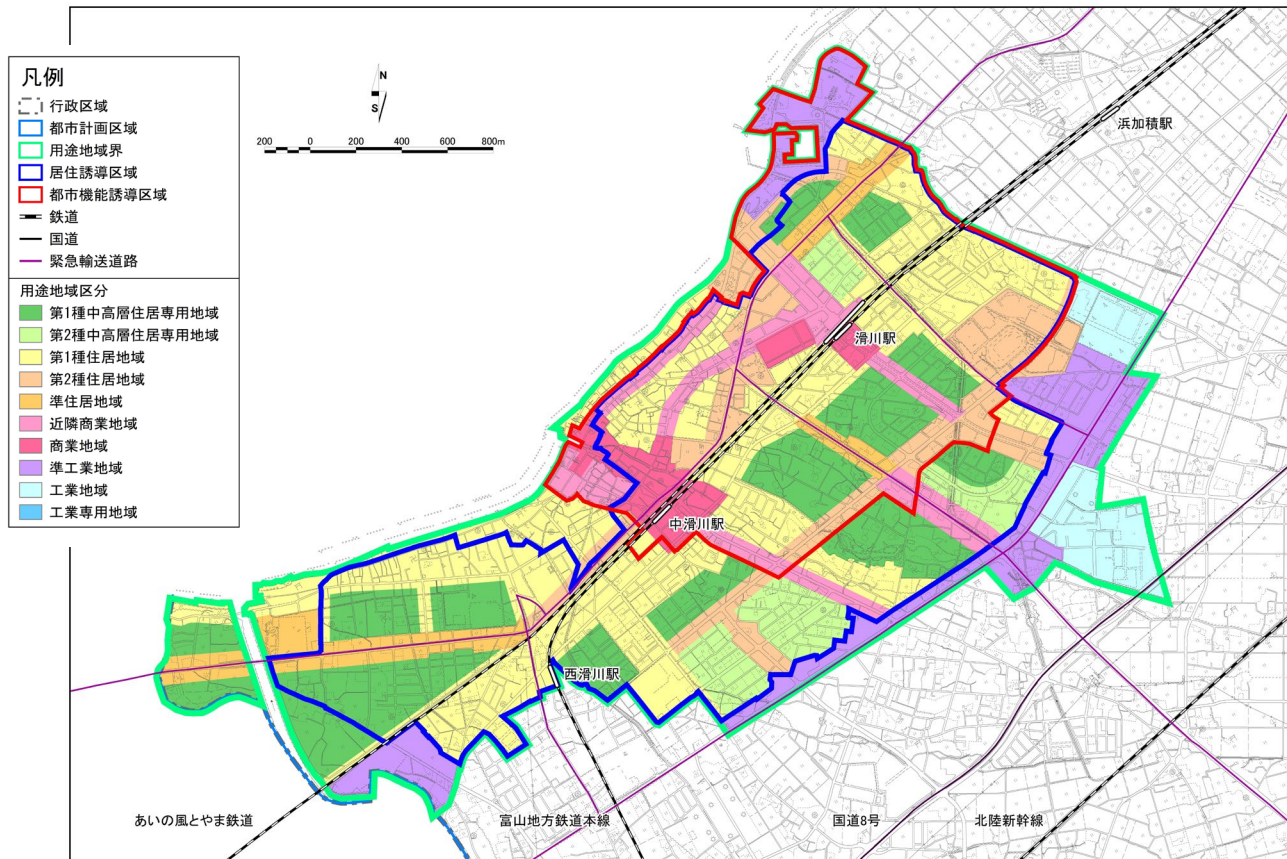 凡例
行政区域
都市計画区域
用途地域界
居住誘導区域
都市機能誘導区域
鉄道
国道
緊急輸送道路
用途地域区分
第1種中高層住居専用地域
第2種中高層住居専用地域
第1種住居地域
第2種住居地域
準住居地域
近隣商業地域
商業地域
準工業地域
工業地域
工業専用地域
N
S
200 0 200 400 600 800m
浜加積駅
滑川駅
中滑川駅
西滑川駅
あいの風とやま鉄道
富山地方鉄道本線
国道8号
北陸新幹線